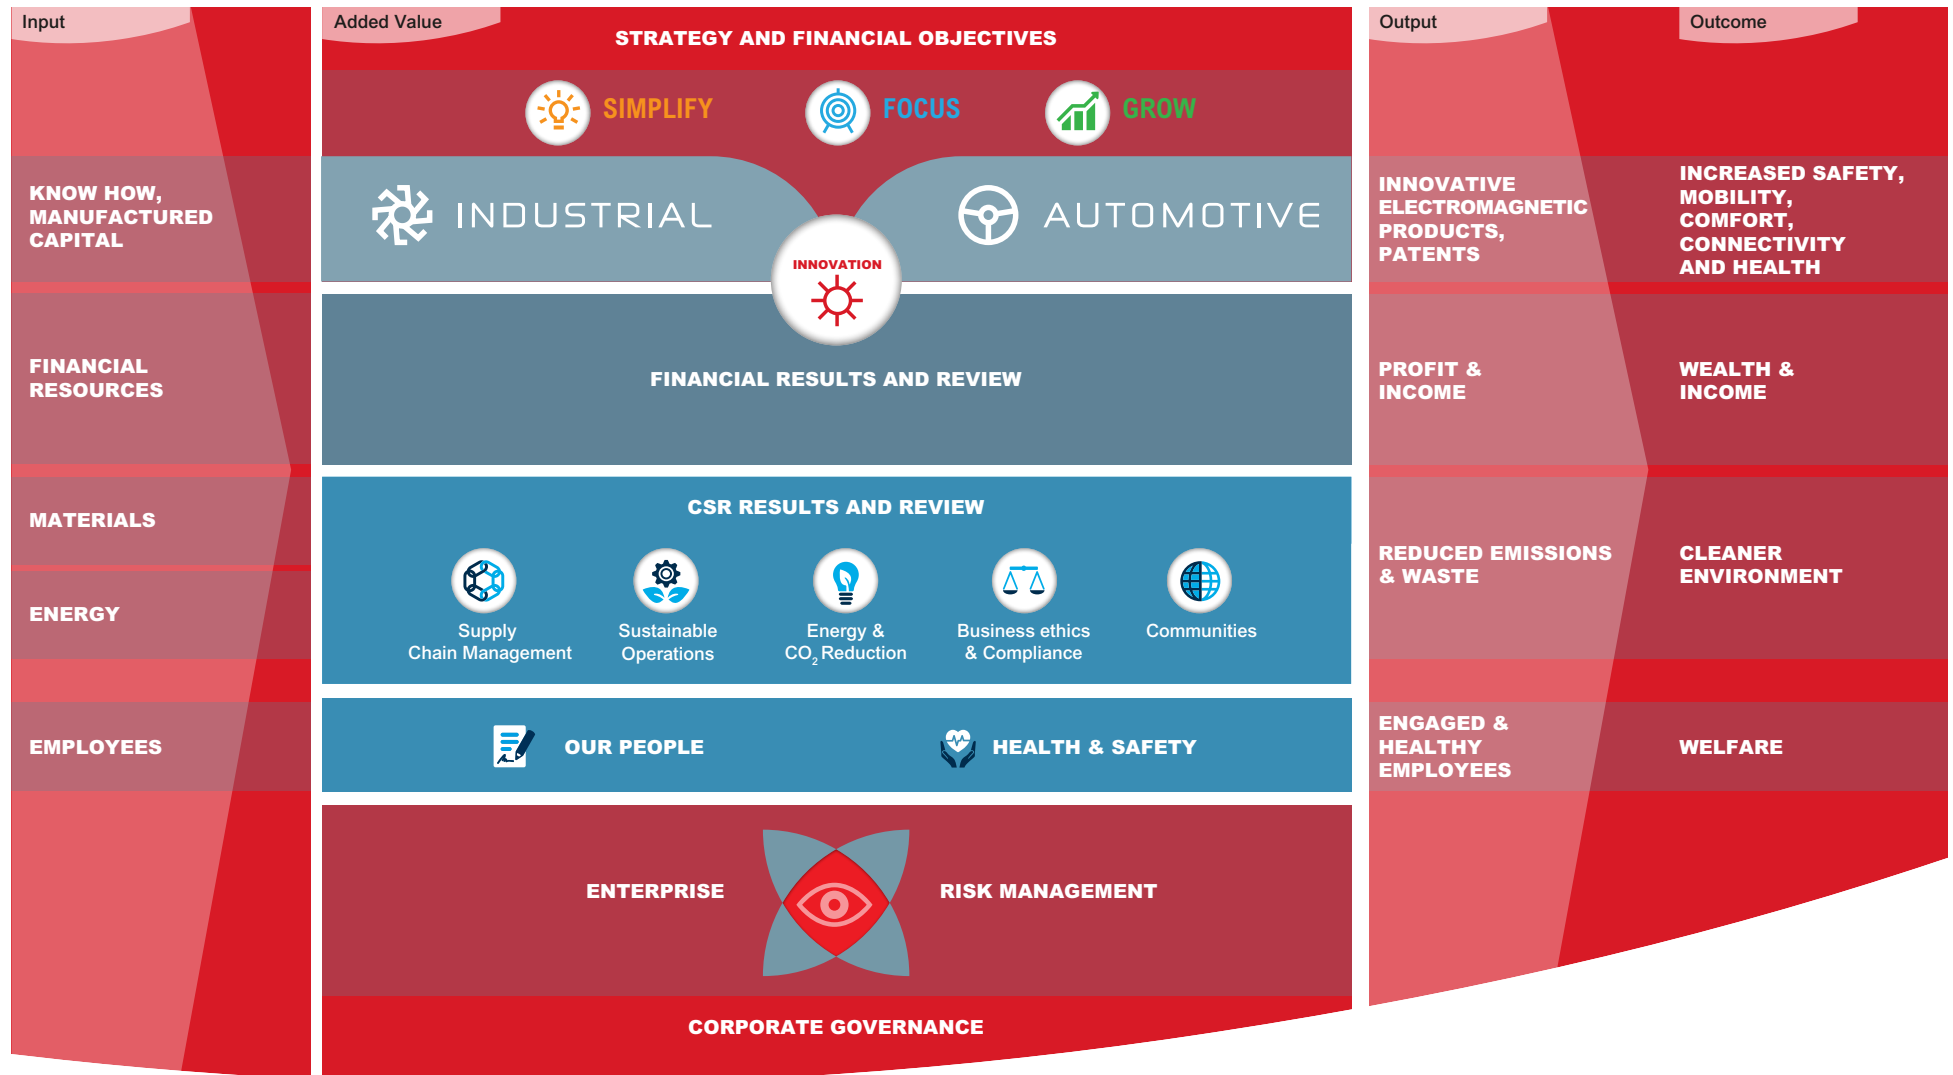 Input
KNOW HOW,
MANUFACTURED
CAPITAL
FINANCIAL
RESOURCES
MATERIALS
ENERGY
EMPLOYEES
Added Value
STRATEGY AND FINANCIAL OBJECTIVES
SIMPLIFY
FOCUS
GROW
INDUSTRIAL
AUTOMOTIVE
INNOVATION
FINANCIAL RESULTS AND REVIEW
CSR RESULTS AND REVIEW
Supply
Chain Management
Sustainable
Operations
Energy &
CO2 Reduction
Business ethics
& Compliance
Communities
OUR PEOPLE
HEALTH & SAFETY
ENTERPRISE
RISK MANAGEMENT
CORPORATE GOVERNANCE
Output
INNOVATIVE
ELECTROMAGNETIC
PRODUCTS,
PATENTS
PROFIT &
INCOME
REDUCED EMISSIONS
& WASTE
ENGAGED &
HEALTHY
EMPLOYEES
Outcome
INCREASED SAFETY,
MOBILITY,
COMFORT,
CONNECTIVITY
AND HEALTH
WEALTH &
INCOME
CLEANER
ENVIRONMENT
WELFARE